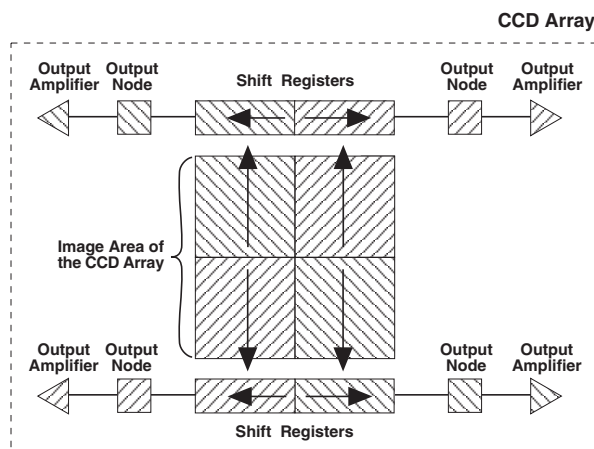 CCD Array
Output Amplifier
Output Node
Shift Registers
Output Node
Output Amplifier
Image Area of
the CCD Array
Output Amplifier
Output Node
Output Node
Output Amplifier
Shift Registers